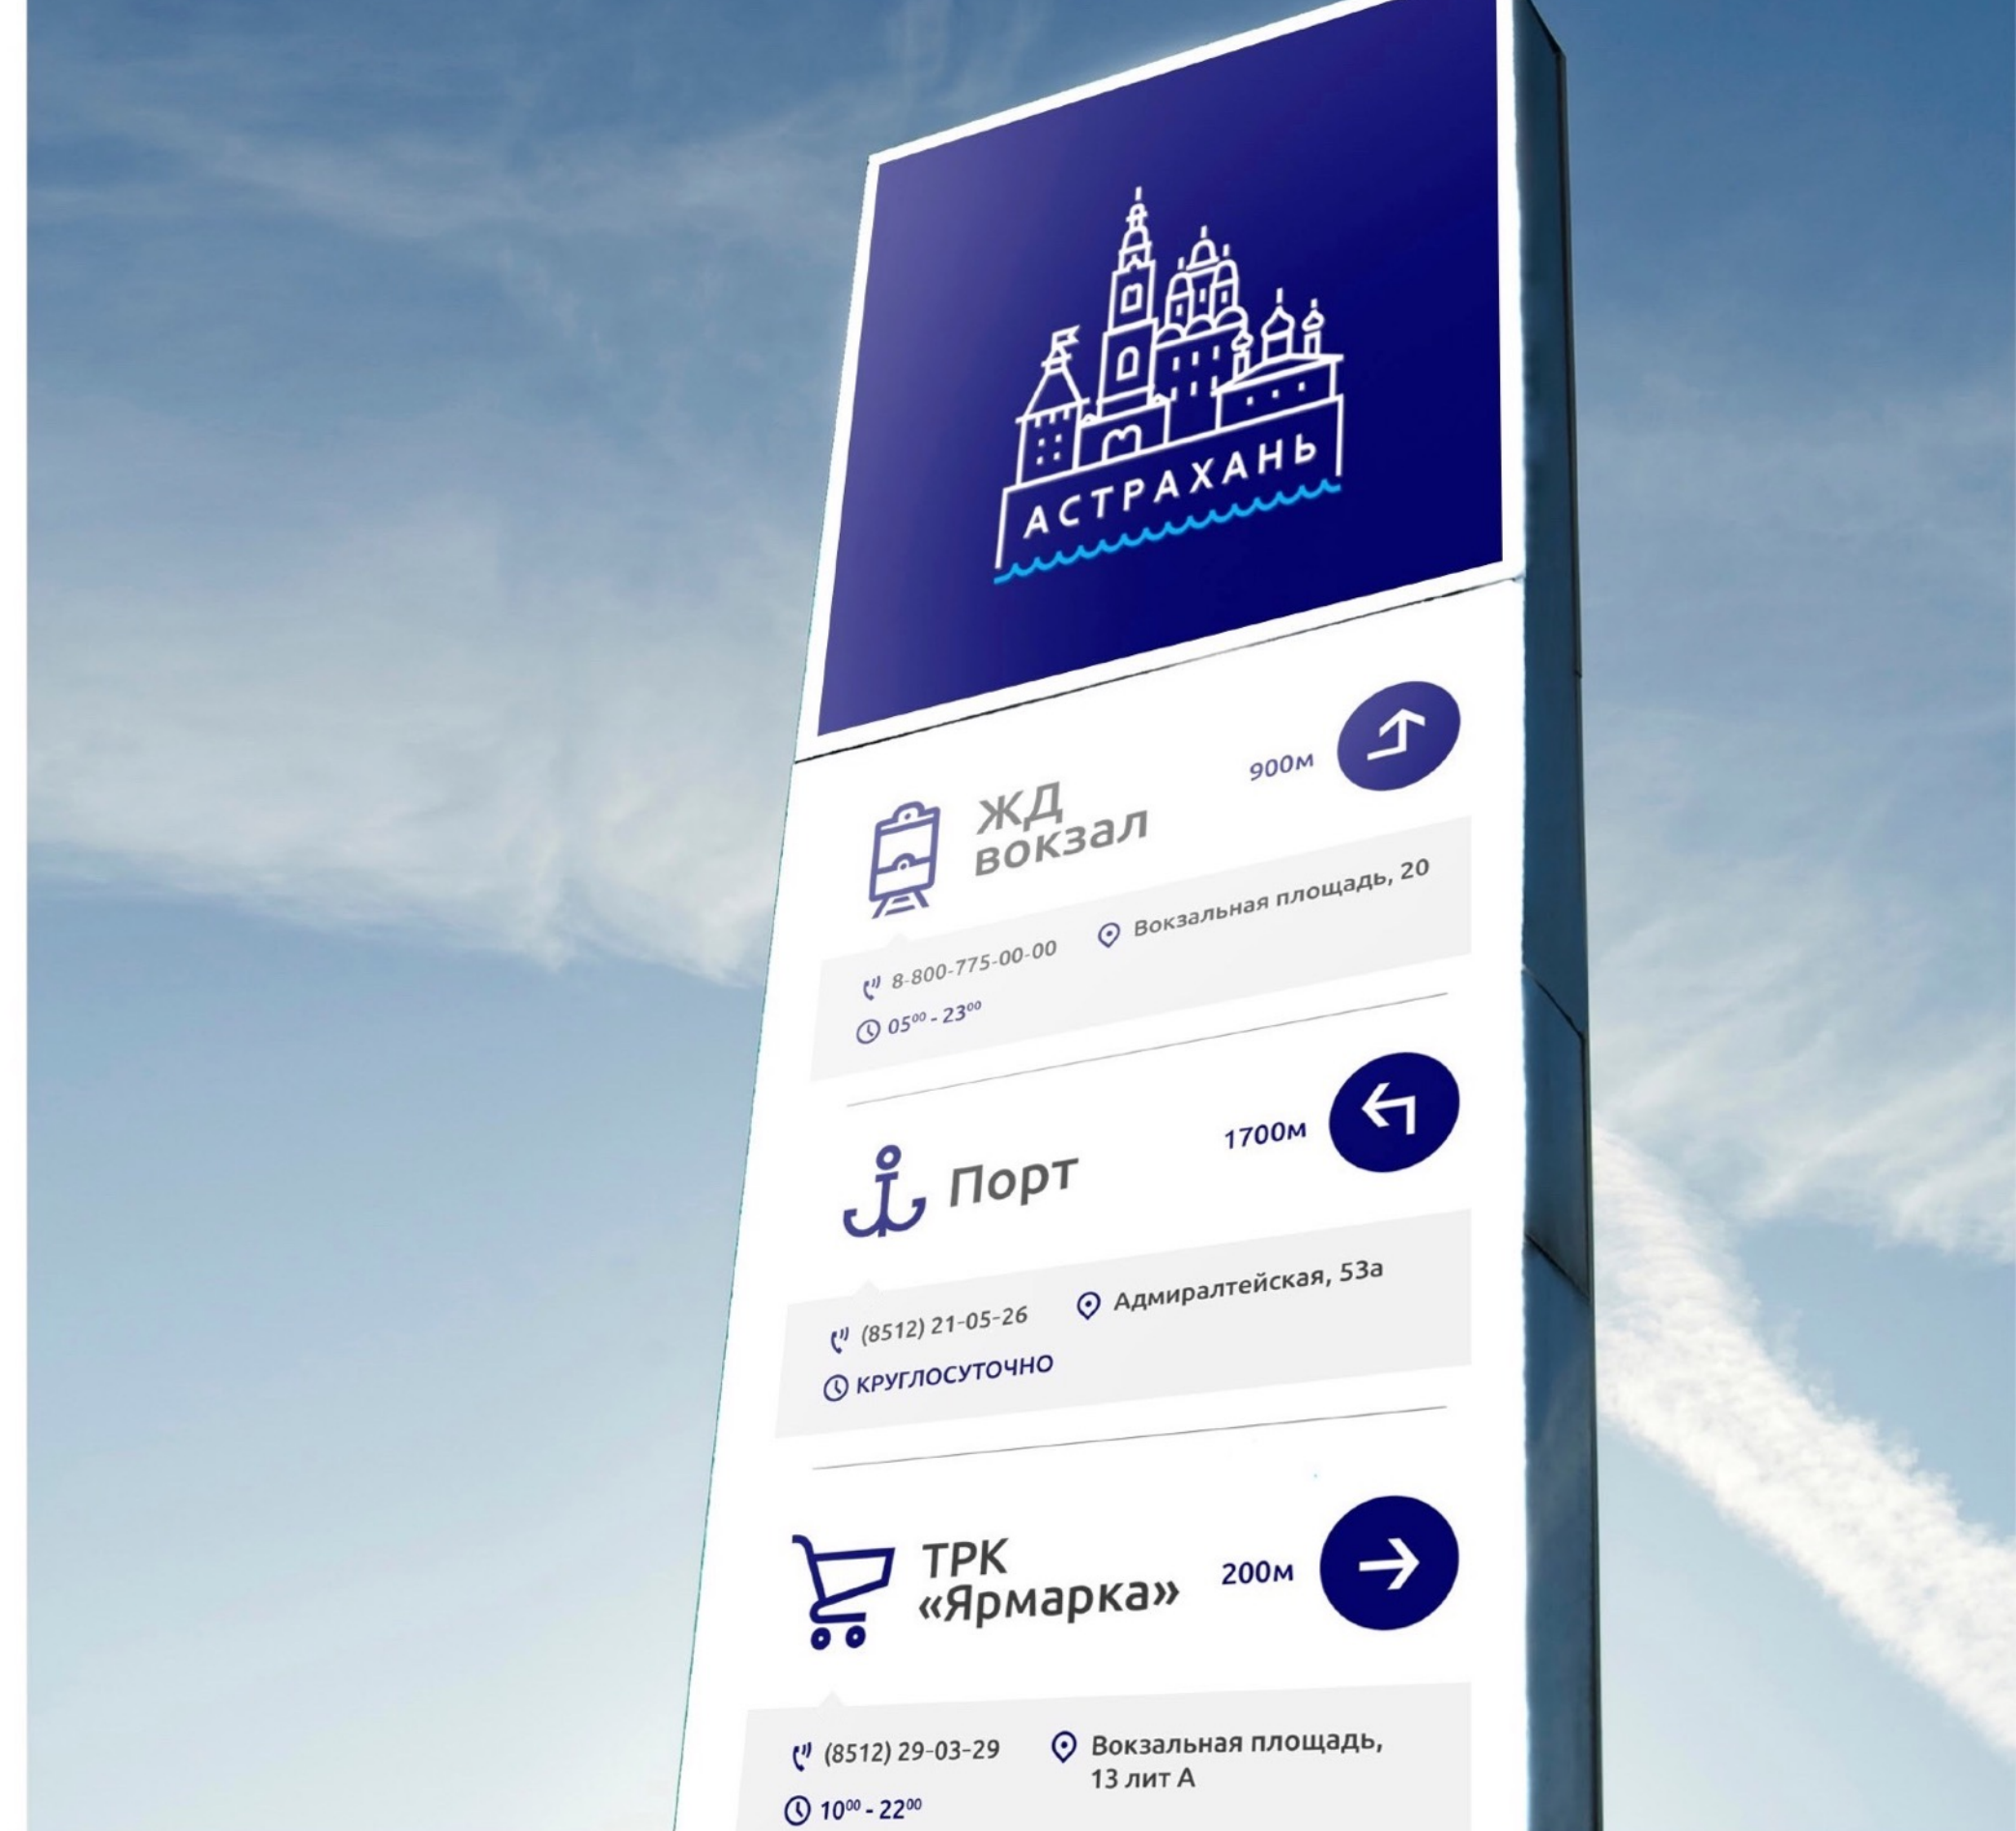 АСТРАХАНЬ
900м
ЖД
вокзал
8-800-775-00-00
Вокзальная площадь, 20
05⁰⁰ - 23⁰⁰
1700м
Порт
(8512) 21-05-26
Адмиралтейская, 53а
КРУГЛОСУТОЧНО
ТРК
«Ярмарка»
200м
(8512) 29-03-29
Вокзальная площадь,
13 лит А
10⁰⁰ - 22⁰⁰